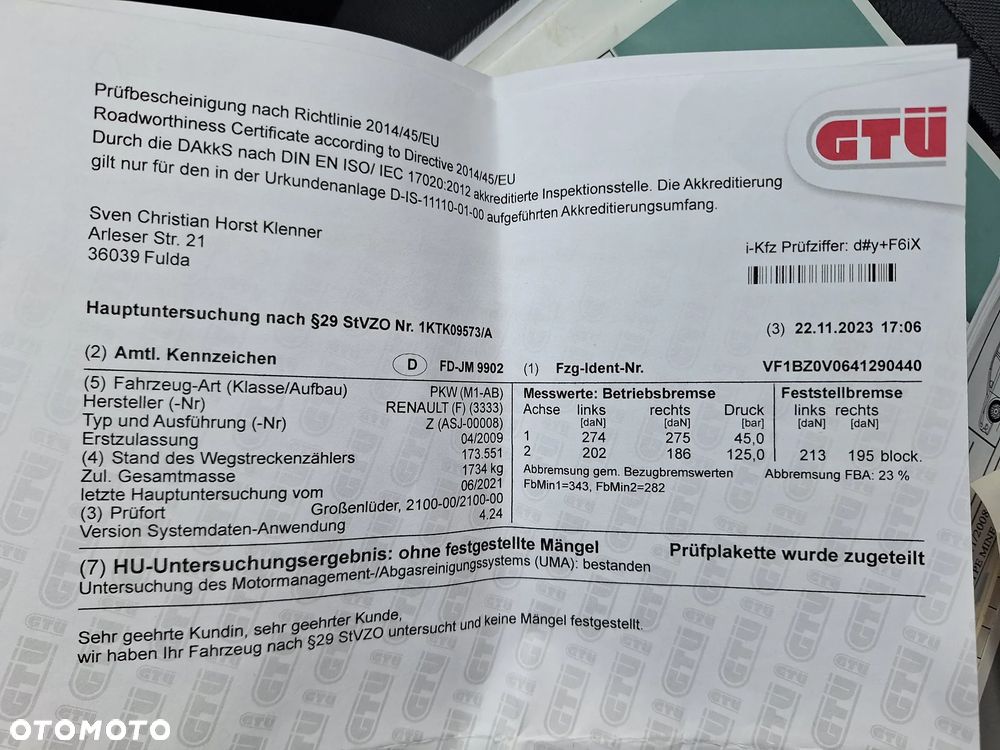 Prüfbescheinigung nach Richtlinie 2014/45/EU
Roadworthiness Certificate according to Directive 2014/45/EU
Durch die DAkkS nach DIN EN ISO/ IEC 17020:2012 akkreditierte Inspektionsstelle. Die Akkreditierung
gilt nur für den in der Urkundenanlage D-IS-11110-01-00 aufgeführten Akkreditierungsumfang.
GTÜ
Sven Christian Horst Klenner
Arleser Str. 21
36039 Fulda
i-Kfz Prüfziffer: d#y+F6iX
Hauptuntersuchung nach §29 StVZO Nr. 1KTK09573/A
(3) 22.11.2023 17:06
(2) Amtl. Kennzeichen D FD-JM 9902 (1) Fzg-Ident-Nr. VF1BZ0V0641290440
(5) Fahrzeug-Art (Klasse/Aufbau) PKW (M1-AB)
Hersteller (-Nr) RENAULT (F) (3333)
Typ und Ausführung (-Nr) Z (ASJ-00008)
Erstzulassung 04/2009
(4) Stand des Wegstreckenzählers 173.551
Zul. Gesamtmasse 1734 kg
letzte Hauptuntersuchung vom 06/2021
(3) Prüfort Großenlüder, 2100-00/2100-00
Version Systemdaten-Anwendung 4.24
Messwerte: Betriebsbremse Feststellbremse
Achse links rechts Druck links rechts
[daN] [daN] [bar] [daN] [daN]
1 274 275 45,0
2 202 186 125,0 213 195 block.
Abbremsung gem. Bezugbremswerten Abbremsung FBA: 23 %
FbMin1=343, FbMin2=282
(7) HU-Untersuchungsergebnis: ohne festgestellte Mängel Prüfplakette wurde zugeteilt
Untersuchung des Motormanagement-/Abgasreinigungssystems (UMA): bestanden
Sehr geehrte Kundin, sehr geehrter Kunde,
wir haben Ihr Fahrzeug nach §29 StVZO untersucht und keine Mängel festgestellt.
OTOMOTO